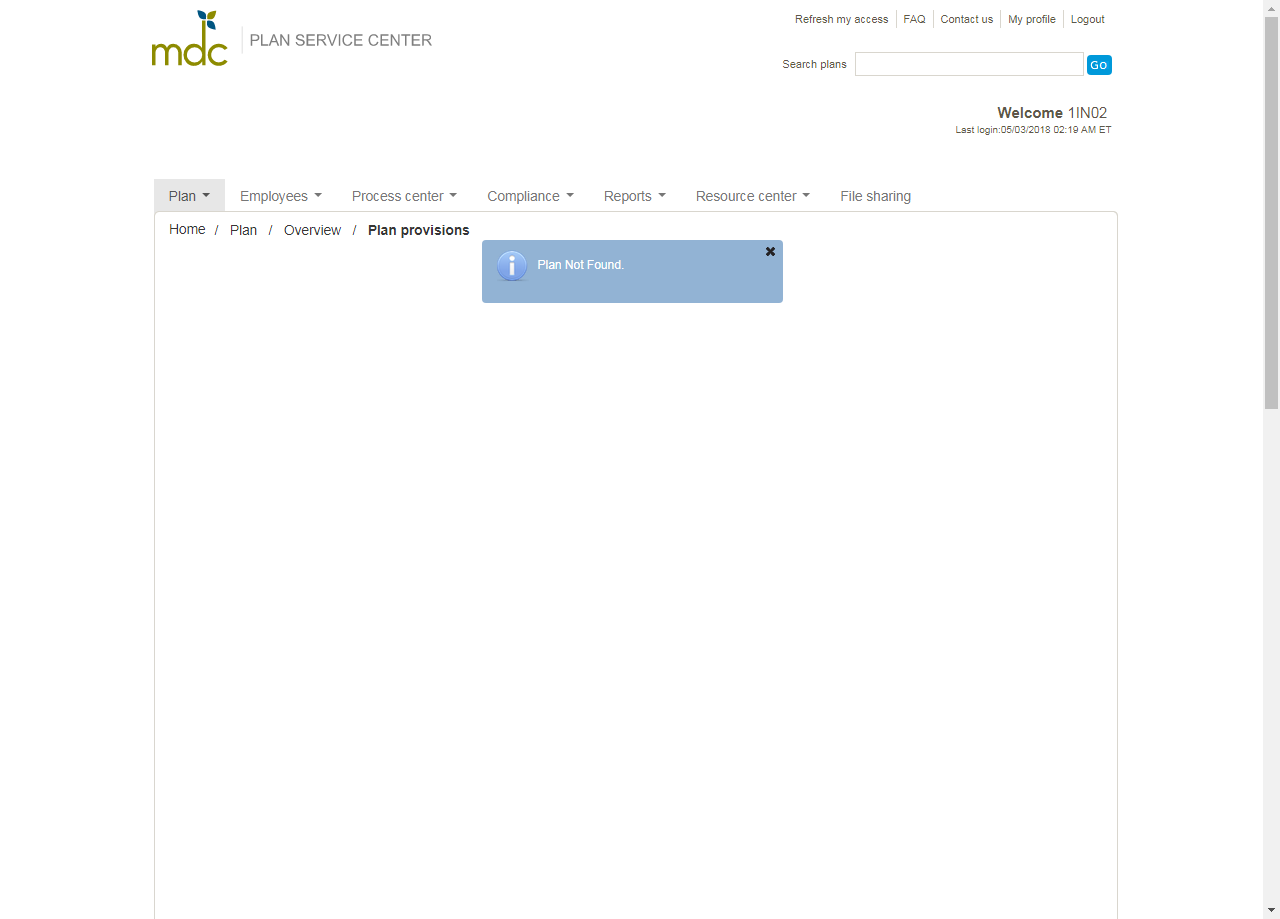 mdc
PLAN SERVICE CENTER
Refresh my access FAQ Contact us My profile Logout
Search plans Go
Welcome 1IN02
Last login:05/03/2018 02:19 AM ET
Plan Employees Process center Compliance Reports Resource center File sharing
Home / Plan / Overview / Plan provisions
Plan Not Found.